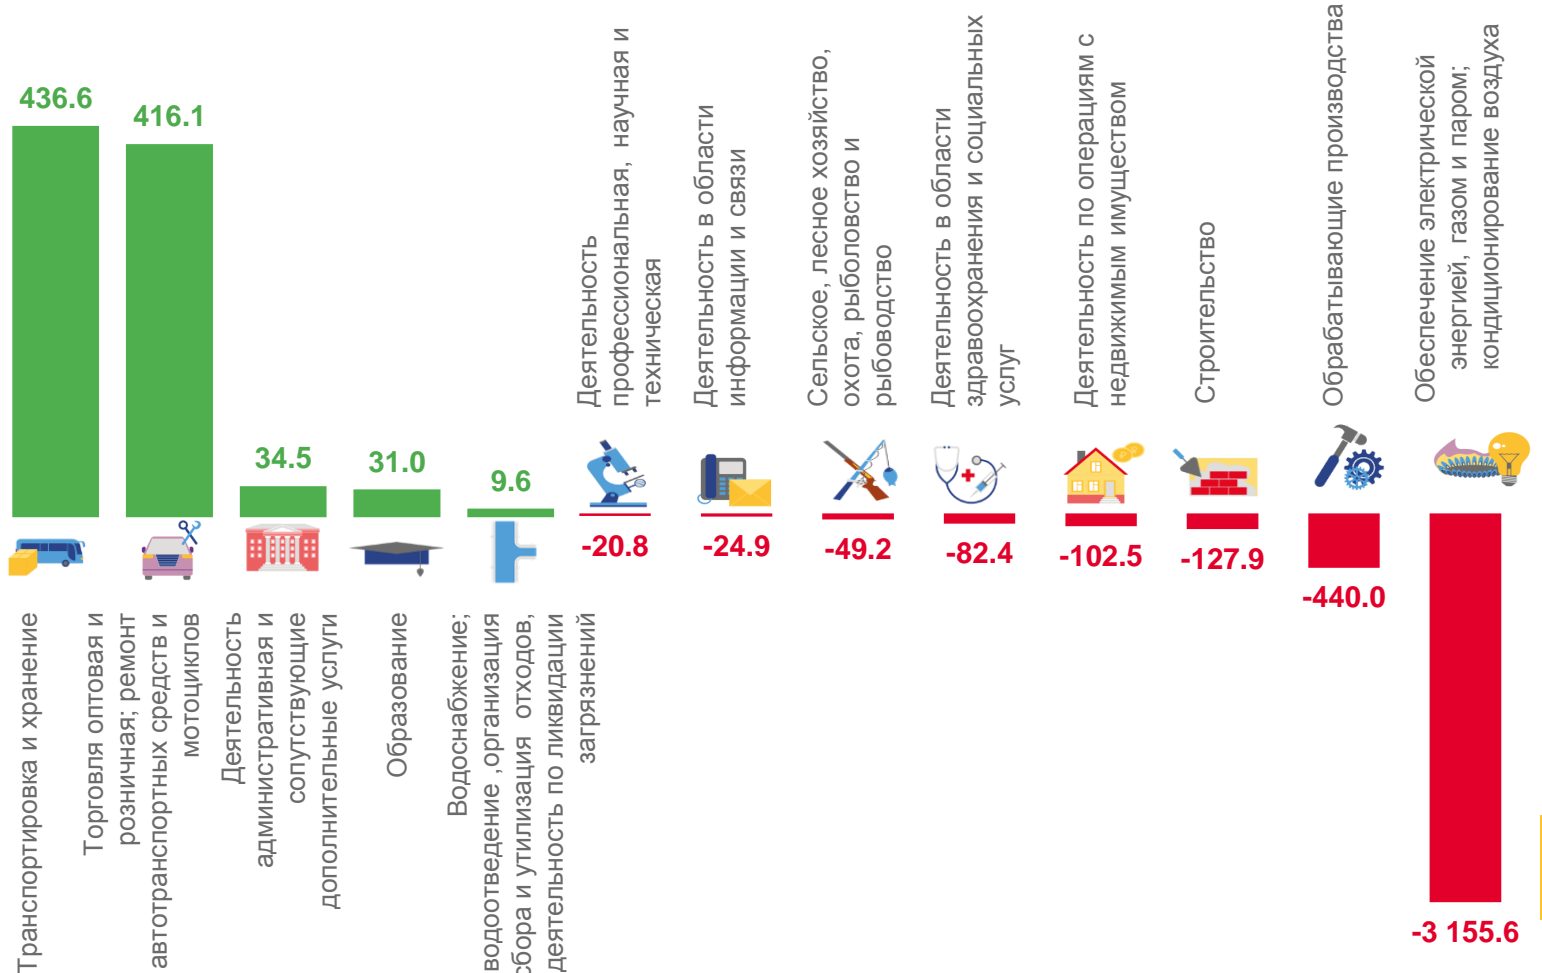 436.6
Транспортировка и хранение
416.1
Торговля оптовая и
розничная; ремонт
автотранспортных средств и
мотоциклов
34.5
Деятельность
административная и
сопутствующие
дополнительные услуги
31.0
Образование
9.6
Водоснабжение;
водоотведение ,организация
сбора и утилизация отходов,
деятельность по ликвидации
загрязнений
Деятельность
профессиональная, научная и
техническая
-20.8
Деятельность в области
информации и связи
-24.9
Сельское, лесное хозяйство,
охота, рыболовство и
рыбоводство
-49.2
Деятельность в области
здравоохранения и социальных
услуг
-82.4
Деятельность по операциям с
недвижимым имуществом
-102.5
Строительство
-127.9
Обрабатывающие производства
-440.0
Обеспечение электрической
энергией, газом и паром;
кондиционирование воздуха
-3 155.6